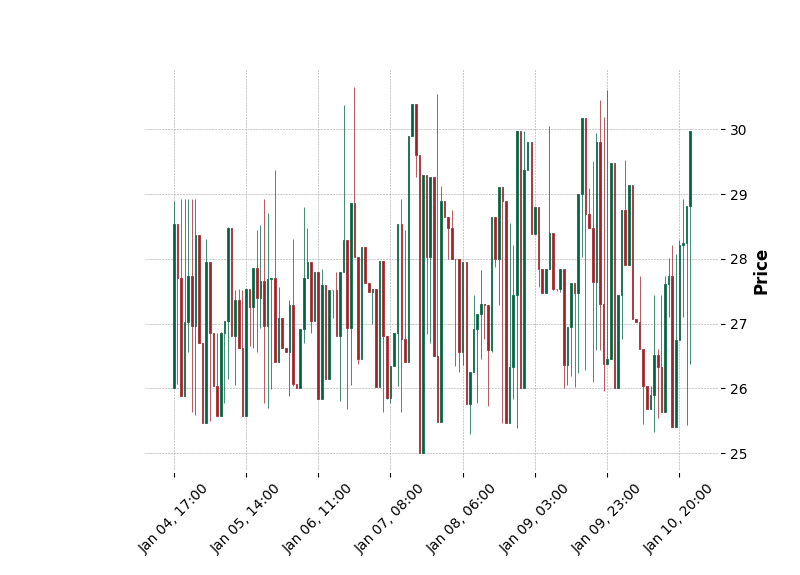 30
29
28
27
26
25
Price
Jan 04, 17:00
Jan 05, 14:00
Jan 06, 11:00
Jan 07, 08:00
Jan 08, 06:00
Jan 09, 03:00
Jan 09, 23:00
Jan 10, 20:00